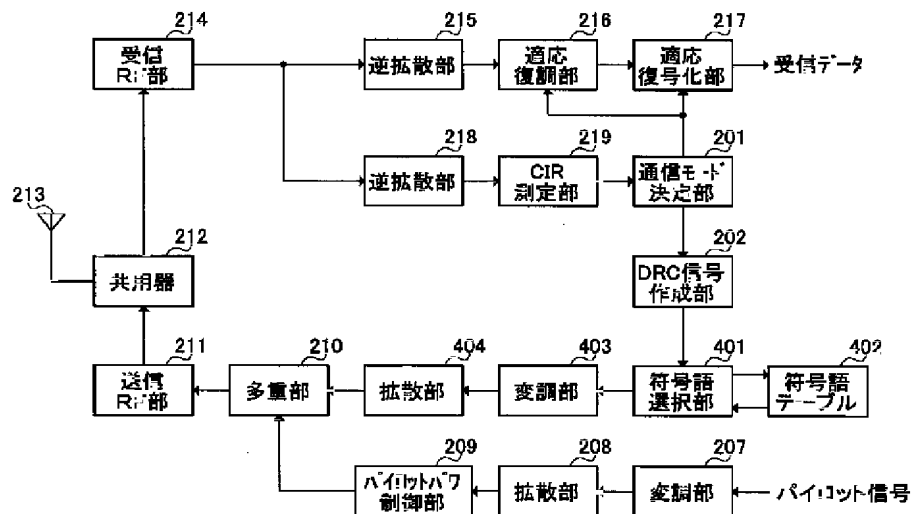 214
受信
RF部
215
逆拡散部
216
適応
復調部
217
適応
復号化部
受信データ
218
逆拡散部
219
CIR
測定部
201
通信モード
決定部
213
212
共用器
202
DRC信号
作成部
211
送信
RF部
210
多重部
404
拡散部
403
変調部
401
符号語
選択部
402
符号語
テーブル
209
パイロットパワ
制御部
208
拡散部
207
変調部
パイロット信号